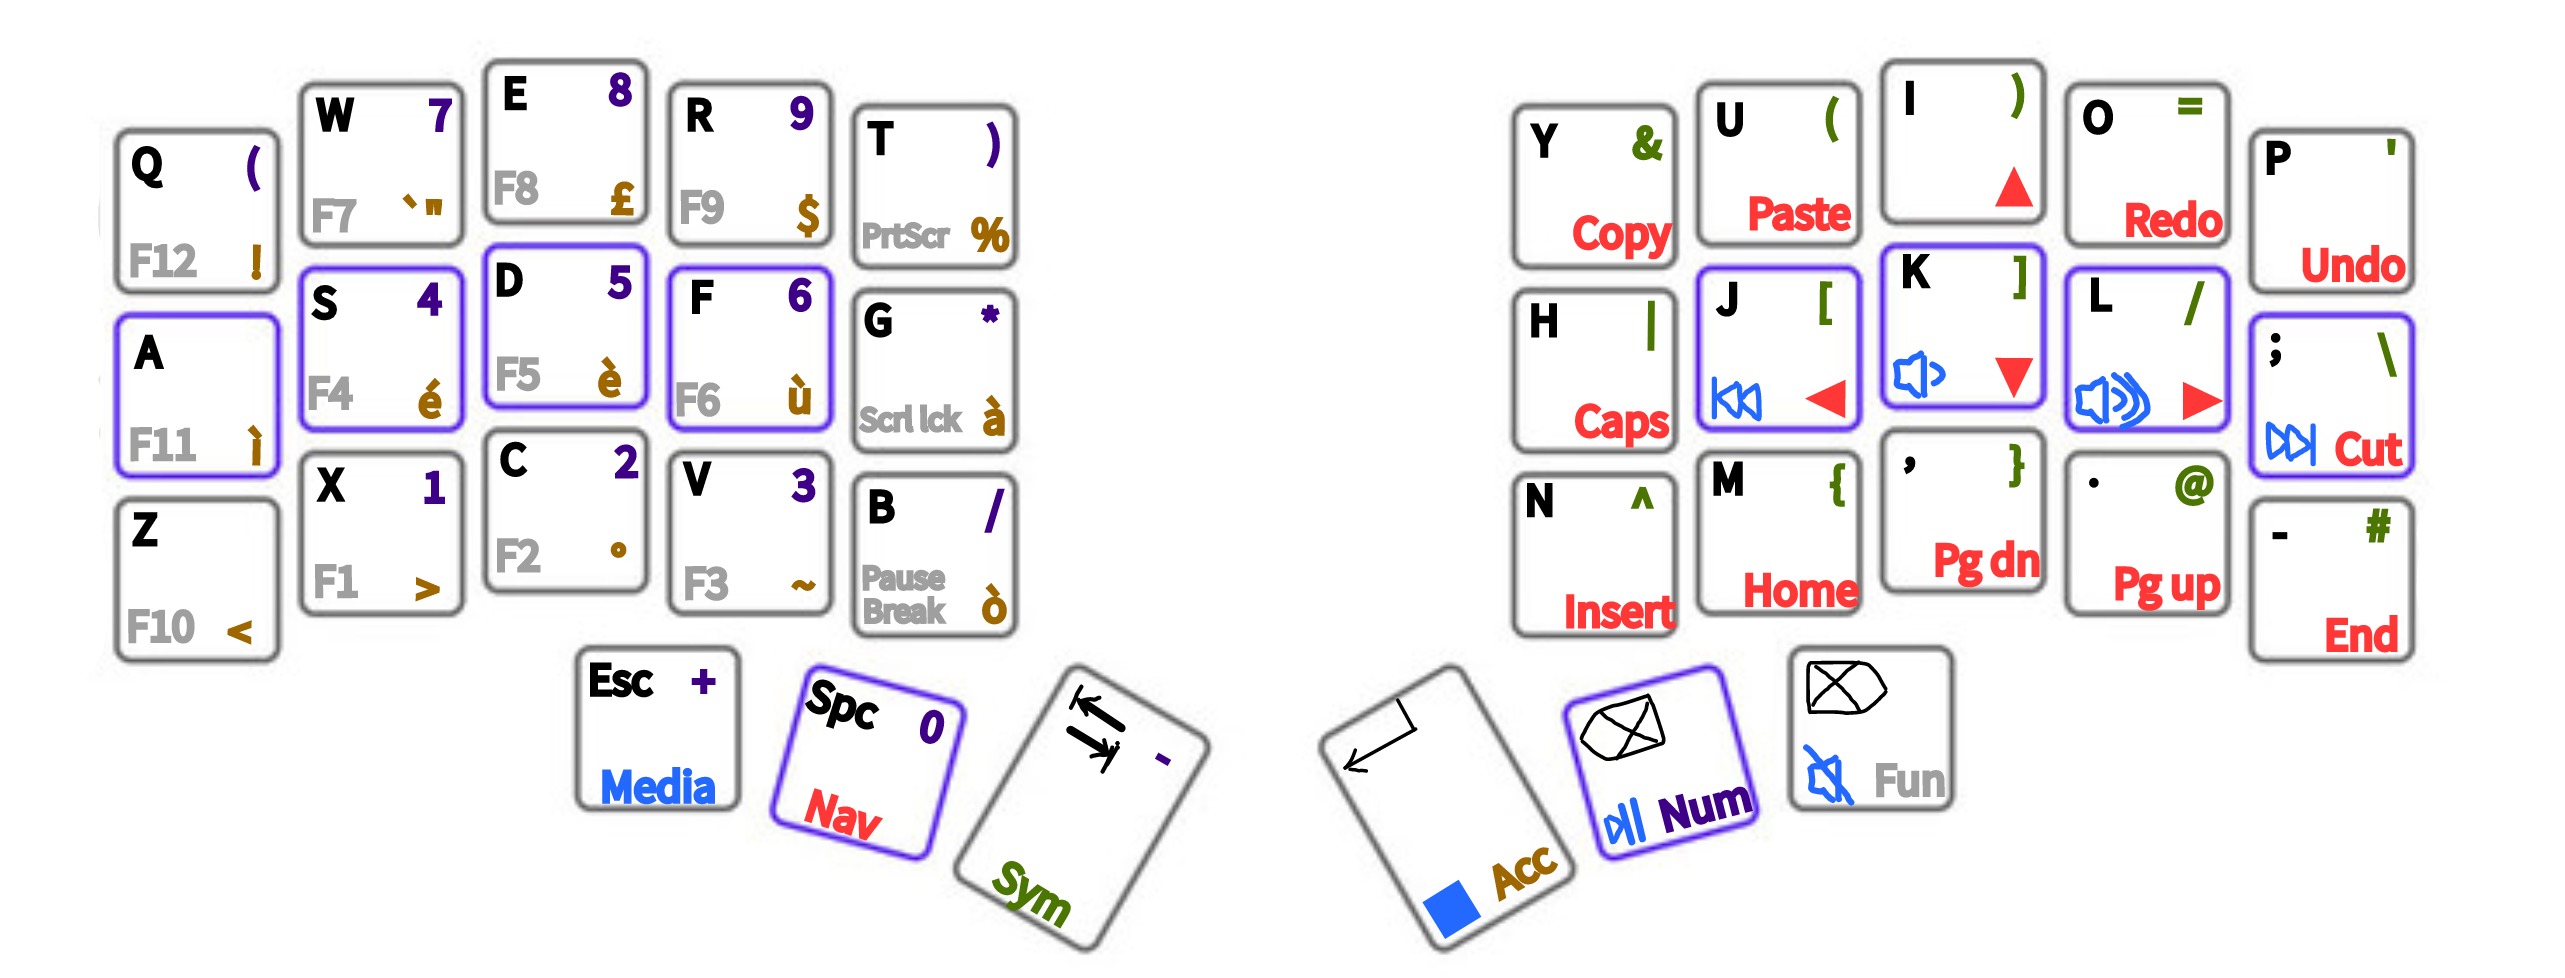 Q (
F12 !
W 7
F7 ` "
E 8
F8 £
R 9
F9 $
T )
PrtScr %
Y &
Copy
U (
Paste
I )
O =
Redo
P '
Undo
A
F11 ì
S 4
F4 é
D 5
F5 è
F 6
F6 ù
G *
Scrl lck à
H |
Caps
J [
K ]
L /
; \
Cut
Z
F10 <
X 1
F1 >
C 2
F2 °
V 3
F3 ~
B /
Pause
Break ò
N ^
Insert
M {
Home
, }
Pg dn
. @
Pg up
- #
End
Esc +
Media
Spc 0
Nav
-
Sym
Acc
Num
Fun